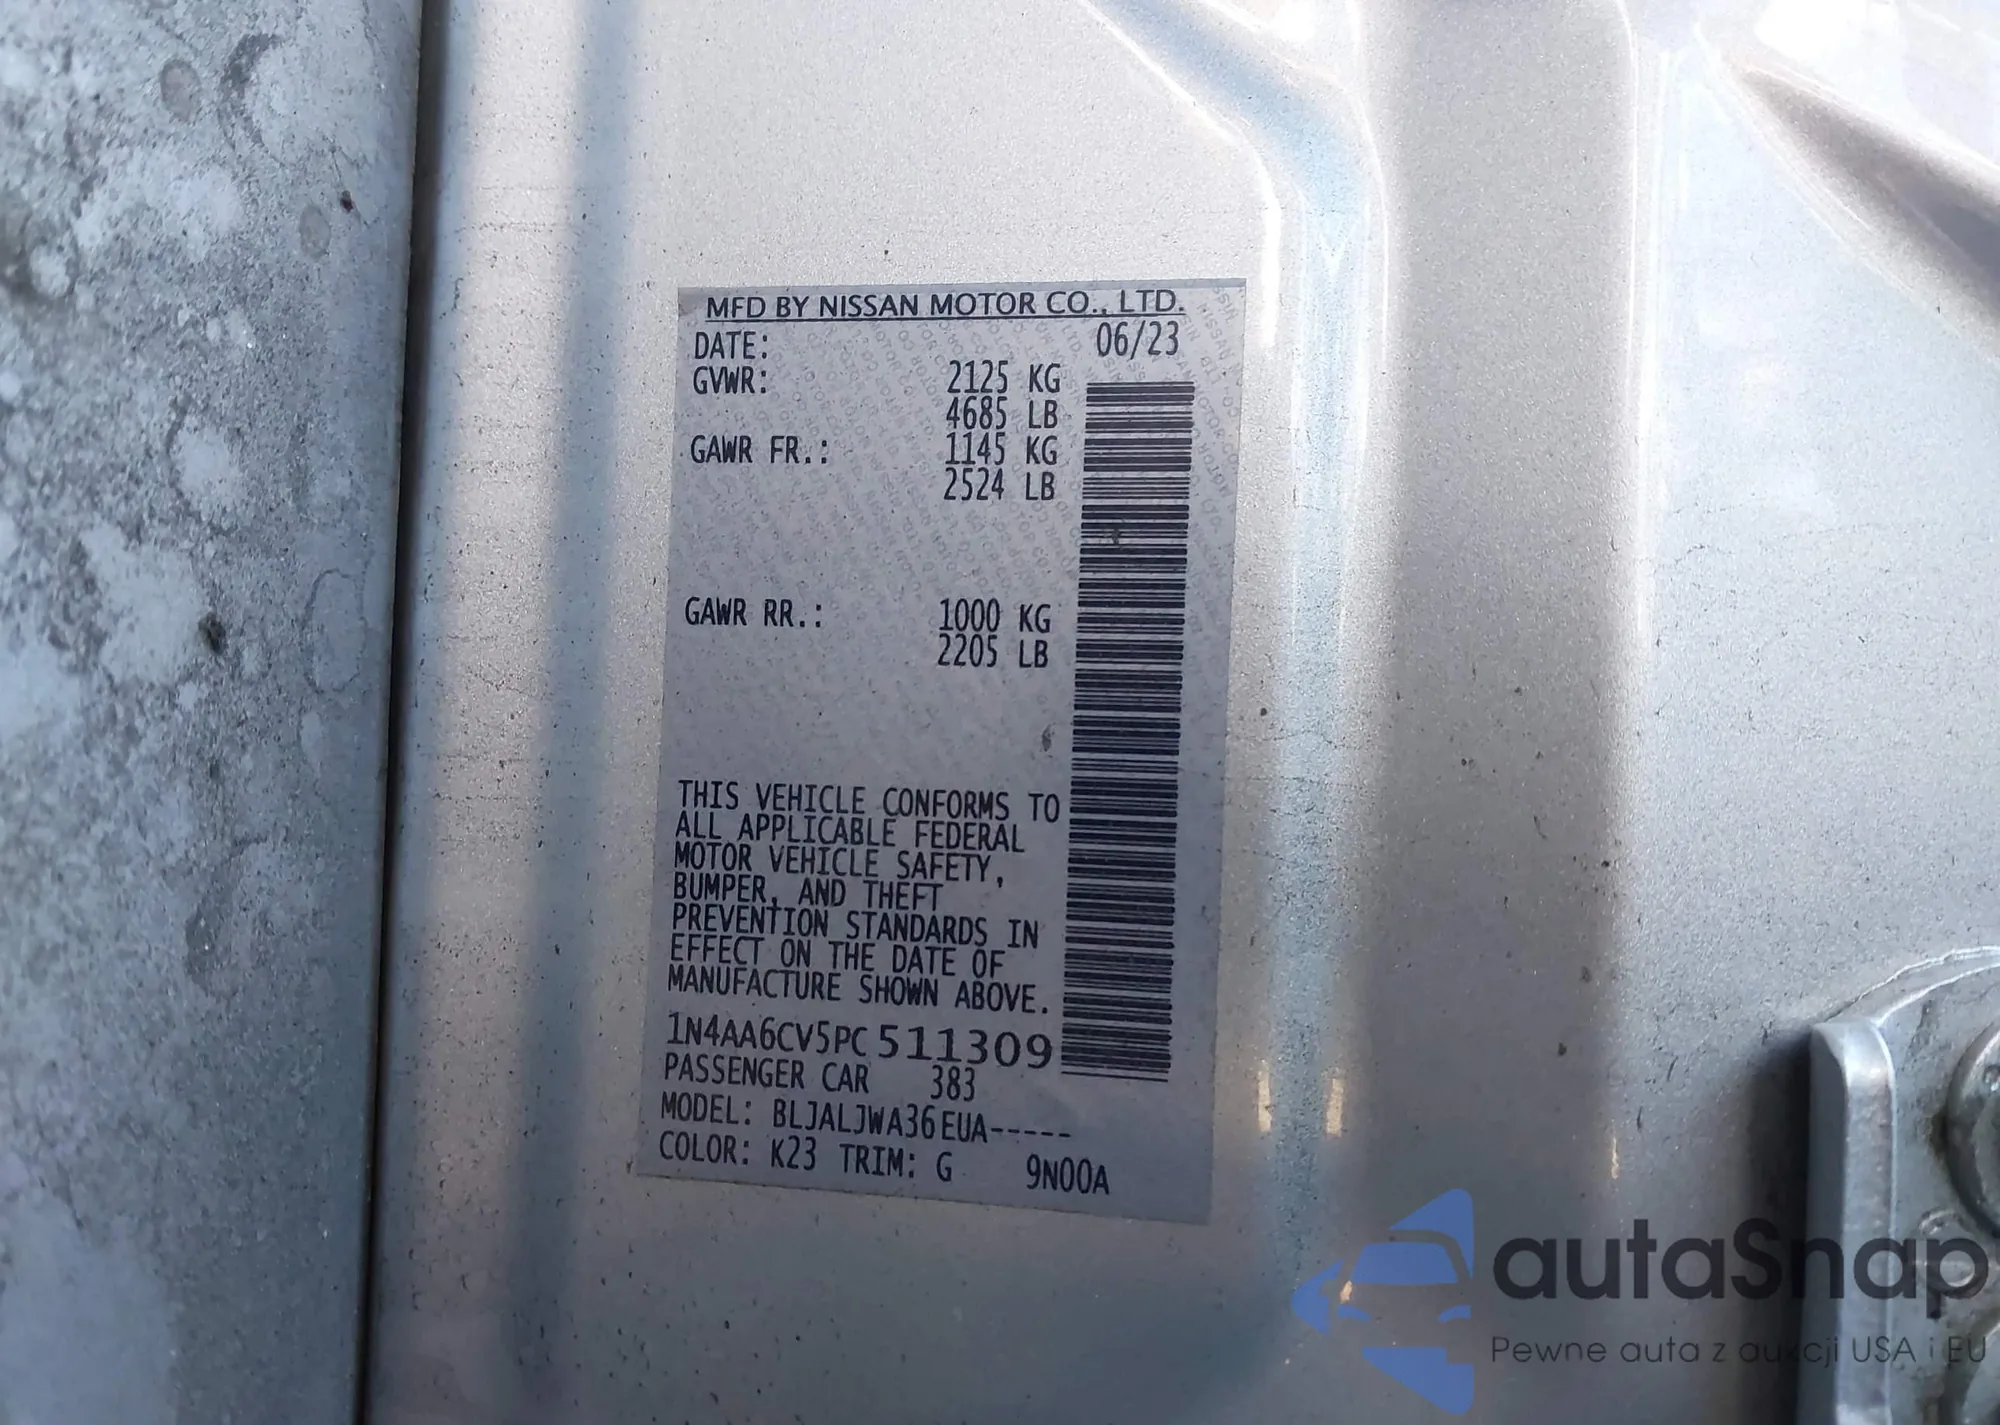 MFD BY NISSAN MOTOR CO., LTD.
DATE: 06/23
GVWR: 2125 KG
4685 LB
GAWR FR.: 1145 KG
2524 LB
GAWR RR.: 1000 KG
2205 LB
THIS VEHICLE CONFORMS TO
ALL APPLICABLE FEDERAL
MOTOR VEHICLE SAFETY,
BUMPER, AND THEFT
PREVENTION STANDARDS IN
EFFECT ON THE DATE OF
MANUFACTURE SHOWN ABOVE.
1N4AA6CV5PC511309
PASSENGER CAR 383
MODEL: BLJALJWA36EUA-----
COLOR: K23 TRIM: G 9N00A
autaSnap
Pewne auta z aukcji USA i EU